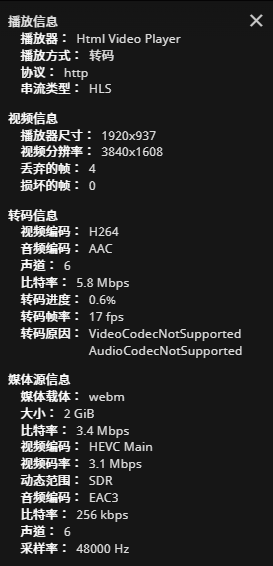 播放信息
播放器： Html Video Player
播放方式： 转码
协议： http
串流类型： HLS
视频信息
播放器尺寸： 1920x937
视频分辨率： 3840x1608
丢弃的帧： 4
损坏的帧： 0
转码信息
视频编码： H264
音频编码： AAC
声道： 6
比特率： 5.8 Mbps
转码进度： 0.6%
转码帧率： 17 fps
转码原因： VideoCodecNotSupported
AudioCodecNotSupported
媒体源信息
媒体载体： webm
大小： 2 GiB
比特率： 3.4 Mbps
视频编码： HEVC Main
视频码率： 3.1 Mbps
动态范围： SDR
音频编码： EAC3
比特率： 256 kbps
声道： 6
采样率： 48000 Hz